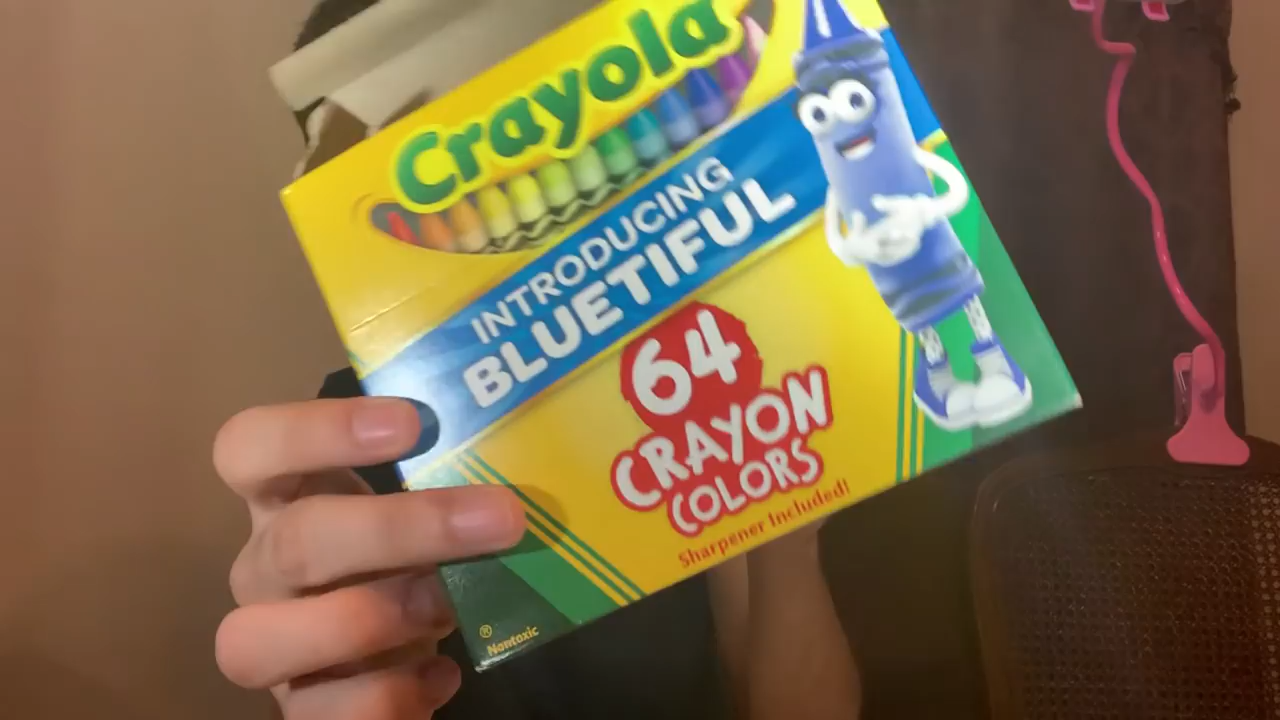 Crayola
INTRODUCING
BLUETIFUL
64
CRAYON
COLORS
Sharpener Included!
®
Nontoxic